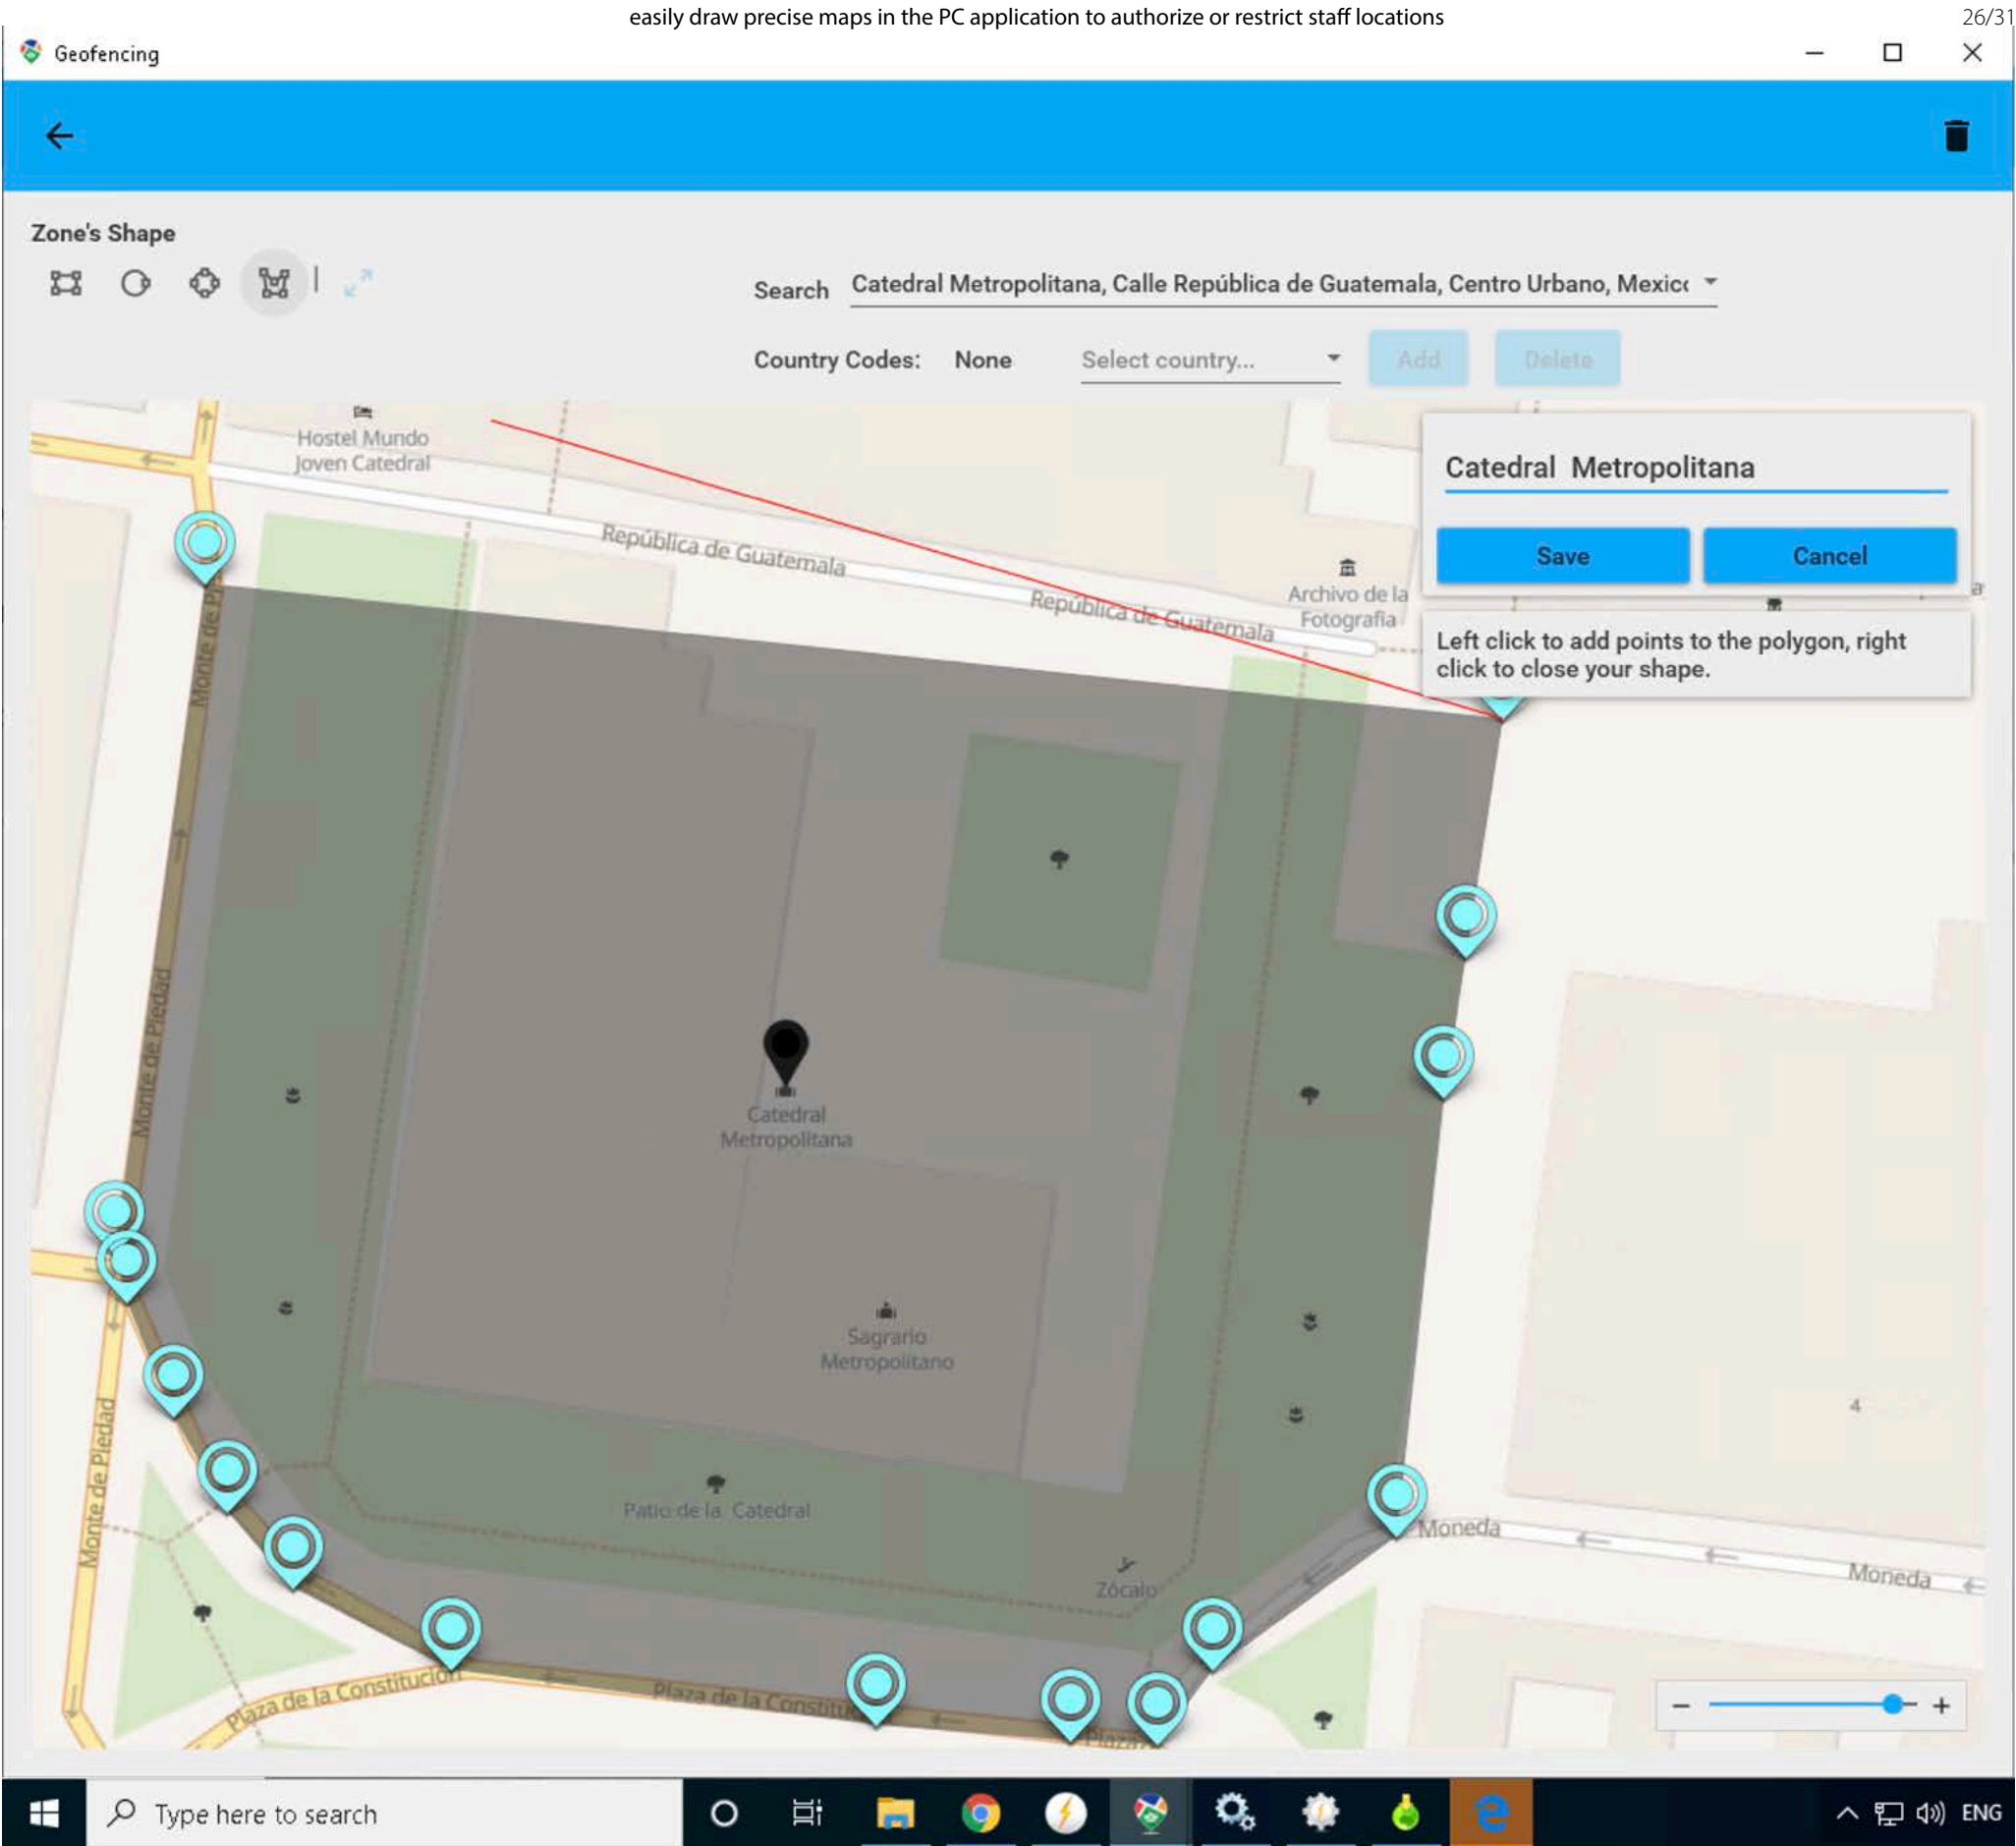 easily draw precise maps in the PC application to authorize or restrict staff locations
26/31
Geofencing
Zone's Shape
Search
Catedral Metropolitana, Calle República de Guatemala, Centro Urbano, Mexic
Country Codes:
None
Select country...
Add
Delete
Hostel Mundo
Joven Catedral
Catedral Metropolitana
Save
Cancel
República de Guatemala
República de Guatemala
Archivo de la
Fotografía
Left click to add points to the polygon, right
click to close your shape.
Monte de Pi
Monte de Piedad
Catedral
Metropolitana
Sagrario
Metropolitano
4
Monte de Piedad
Patio de la Catedral
Moneda
Moneda
Zócalo
Plaza de la Constitución
Plaza de la Constitu
Plaza
Type here to search
ENG